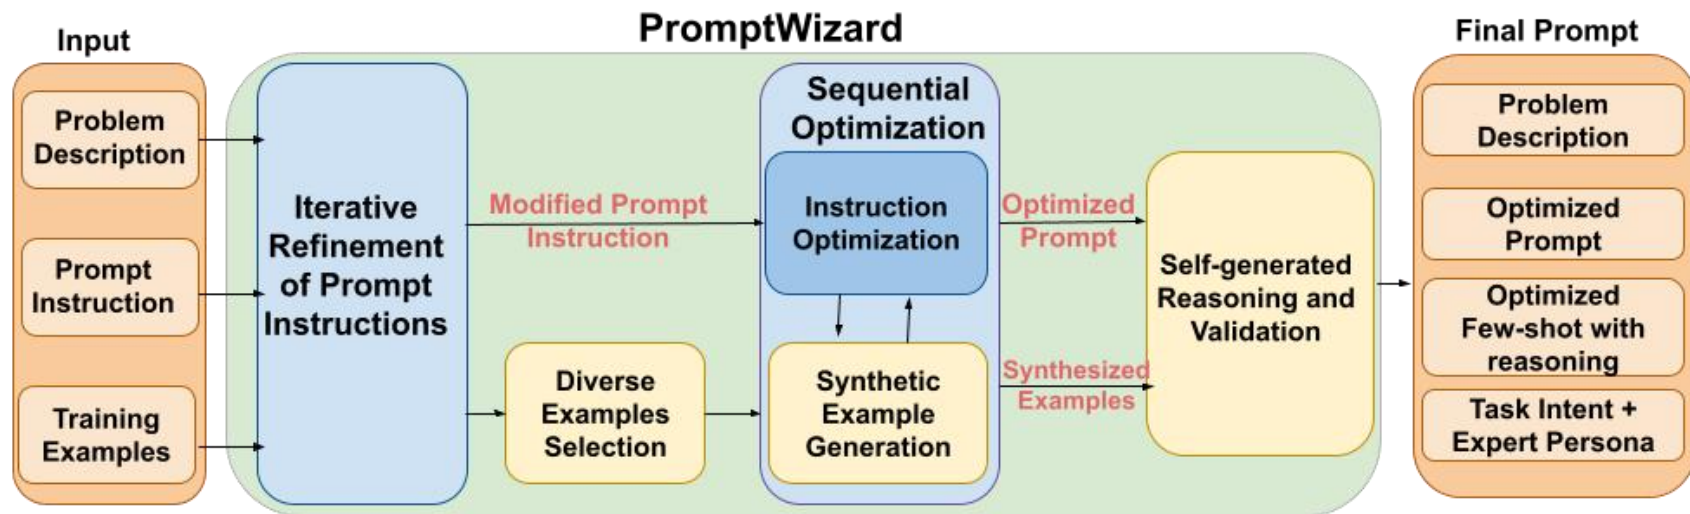 PromptWizard
Input
Problem
Description
Prompt
Instruction
Training
Examples
Iterative
Refinement
of Prompt
Instructions
Modified Prompt
Instruction
Diverse
Examples
Selection
Sequential
Optimization
Instruction
Optimization
Synthetic
Example
Generation
Optimized
Prompt
Synthesized
Examples
Self-generated
Reasoning and
Validation
Final Prompt
Problem
Description
Optimized
Prompt
Optimized
Few-shot with
reasoning
Task Intent +
Expert Persona